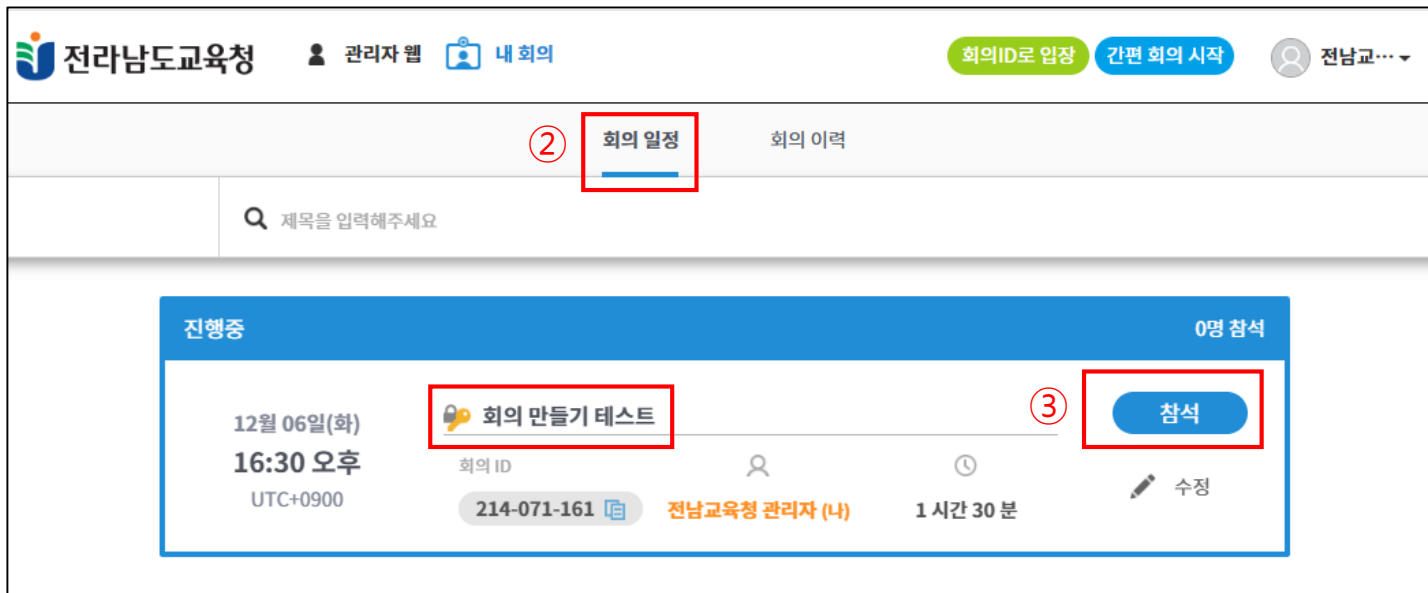 전라남도교육청 관리자 웹 내 회의 회의ID로 입장 간편 회의 시작 전남교… 
② 회의 일정 회의 이력
제목을 입력해주세요
진행중 0명 참석
12월 06일(화) 회의 만들기 테스트 ③ 참석
16:30 오후 회의 ID
UTC+0900 214-071-161 전남교육청 관리자 (나) 1 시간 30 분 수정